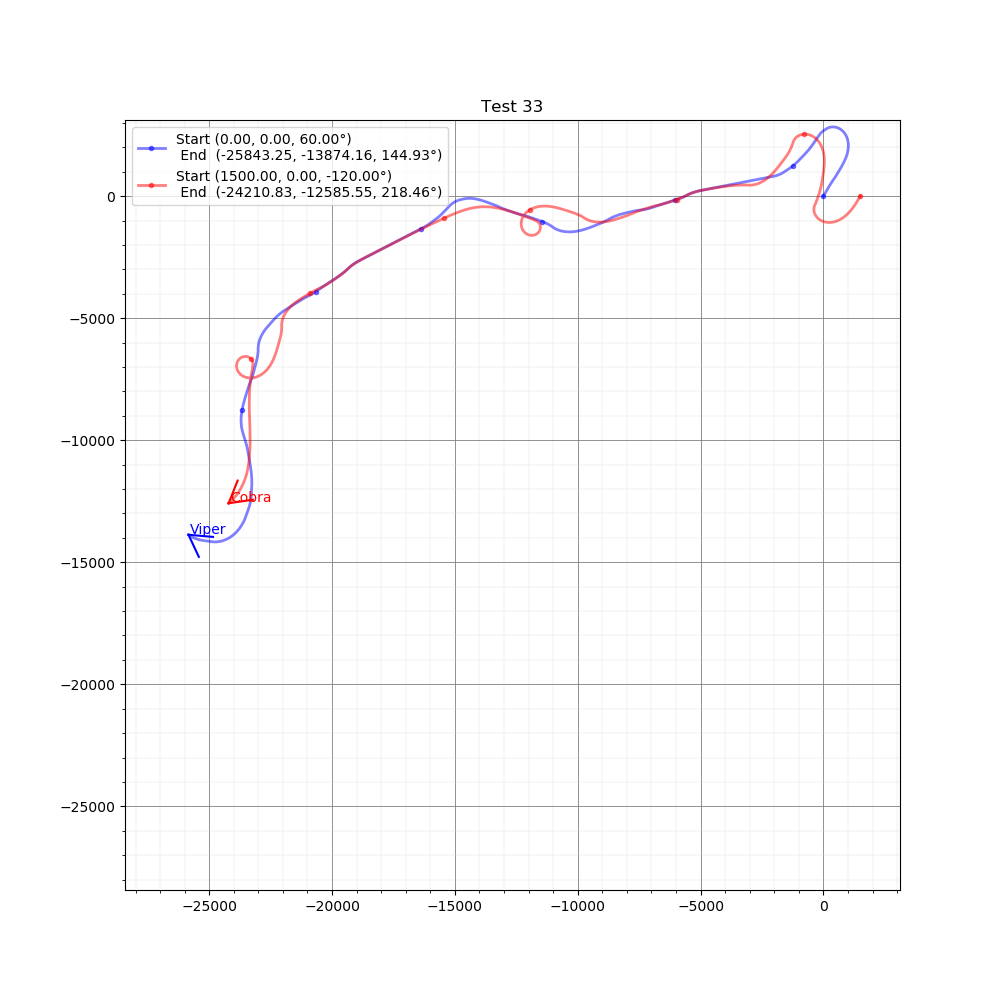 Test 33
Start (0.00, 0.00, 60.00°)
End  (-25843.25, -13874.16, 144.93°)
Start (1500.00, 0.00, -120.00°)
End  (-24210.83, -12585.55, 218.46°)
0
−5000
−10000
−15000
−20000
−25000
Cobra
Viper
−25000
−20000
−15000
−10000
−5000
0